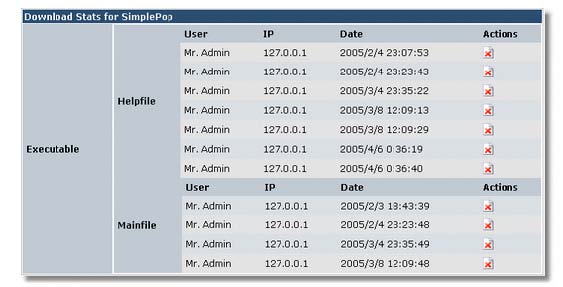 Download Stats for SimplePop
User IP Date Actions
Mr. Admin 127.0.0.1 2005/2/4 23:07:53
Mr. Admin 127.0.0.1 2005/2/4 23:23:43
Helpfile Mr. Admin 127.0.0.1 2005/3/4 23:35:22
Mr. Admin 127.0.0.1 2005/3/8 12:09:13
Mr. Admin 127.0.0.1 2005/3/8 12:09:29
Executable Mr. Admin 127.0.0.1 2005/4/6 0:36:19
Mr. Admin 127.0.0.1 2005/4/6 0:36:40
User IP Date Actions
Mr. Admin 127.0.0.1 2005/2/3 13:43:39
Mainfile Mr. Admin 127.0.0.1 2005/2/4 23:23:48
Mr. Admin 127.0.0.1 2005/3/4 23:35:49
Mr. Admin 127.0.0.1 2005/3/8 12:09:48